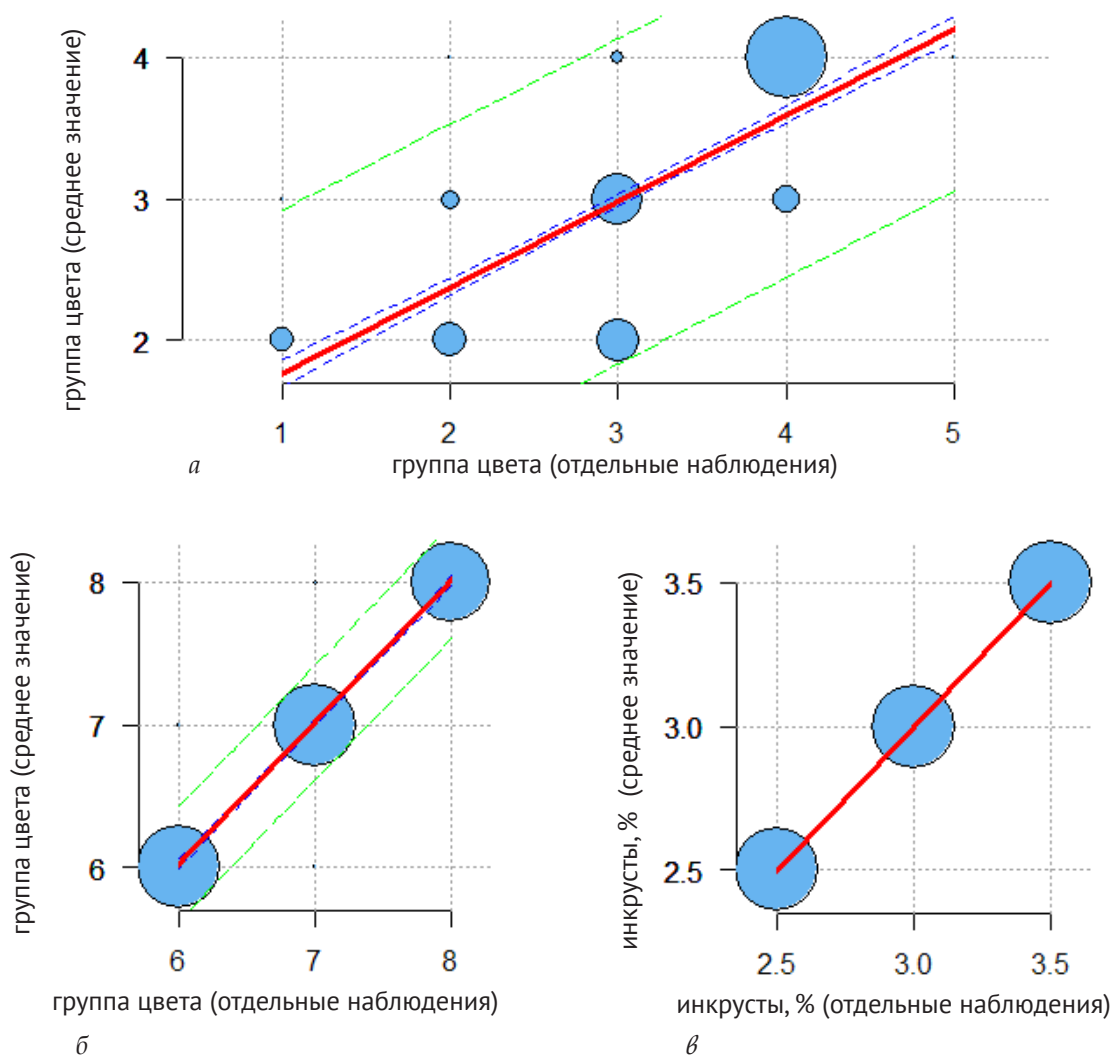 группа цвета (среднее значение)
4
3
2
1 2 3 4 5
а
группа цвета (отдельные наблюдения)
группа цвета (среднее значение)
8
7
6
6 7 8
группа цвета (отдельные наблюдения)
б
инкрусты, % (среднее значение)
3.5
3.0
2.5
2.5 3.0 3.5
инкрусты, % (отдельные наблюдения)
в